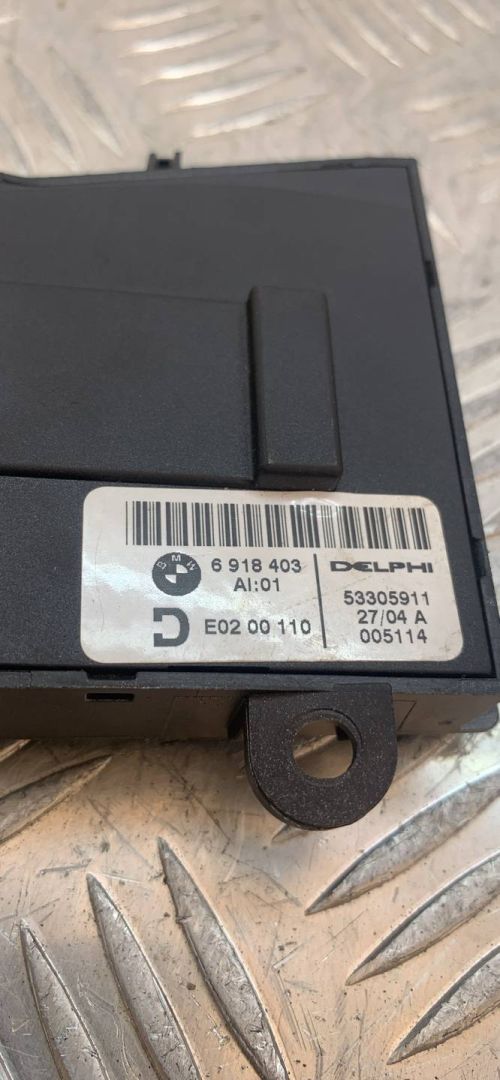 BMW
6 918 403
AI:01
E02 00 110
DELPHI
53305911
27/04 A
005114